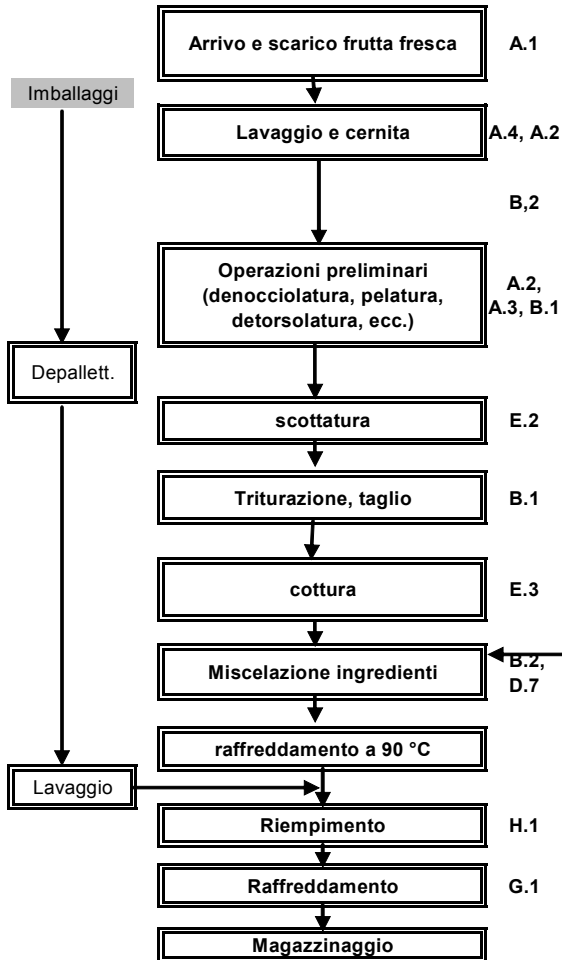 Arrivo e scarico frutta fresca
A.1
Imballaggi
Lavaggio e cernita
A.4, A.2
B,2
Operazioni preliminari
(denocciolatura, pelatura,
detorsolatura, ecc.)
A.2,
A.3, B.1
Depallett.
scottatura
E.2
Triturazione, taglio
B.1
cottura
E.3
Miscelazione ingredienti
B.2,
D.7
raffreddamento a 90 °C
Lavaggio
Riempimento
H.1
Raffreddamento
G.1
Magazzinaggio